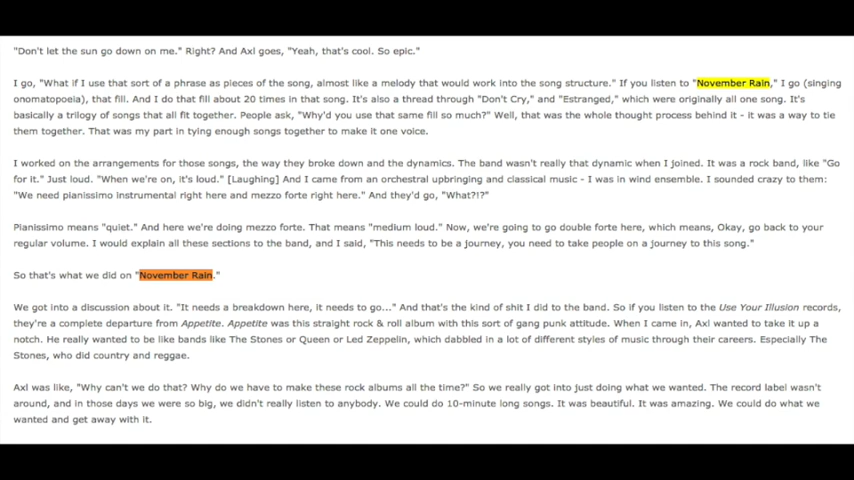 "Don't let the sun go down on me." Right? And Axl goes, "Yeah, that's cool. So epic."
I go, "What if I use that sort of a phrase as pieces of the song, almost like a melody that would work into the song structure." If you listen to "November Rain," I go (singing
onomatopoeia), that fill. And I do that fill about 20 times in that song. It's also a thread through "Don't Cry," and "Estranged," which were originally all one song. It's
basically a trilogy of songs that all fit together. People ask, "Why'd you use that same fill so much?" Well, that was the whole thought process behind it - it was a way to tie
them together. That was my part in tying enough songs together to make it one voice.
I worked on the arrangements for those songs, the way they broke down and the dynamics. The band wasn't really that dynamic when I joined. It was a rock band, like "Go
for it." Just loud. "When we're on, it's loud." [Laughing] And I came from an orchestral upbringing and classical music - I was in wind ensemble. I sounded crazy to them:
"We need pianissimo instrumental right here and mezzo forte right here." And they'd go, "What?!?"
Pianissimo means "quiet." And here we're doing mezzo forte. That means "medium loud." Now, we're going to go double forte here, which means, Okay, go back to your
regular volume. I would explain all these sections to the band, and I said, "This needs to be a journey, you need to take people on a journey to this song."
So that's what we did on "November Rain."
We got into a discussion about it. "It needs a breakdown here, it needs to go..." And that's the kind of shit I did to the band. So if you listen to the Use Your Illusion records,
they're a complete departure from Appetite. Appetite was this straight rock & roll album with this sort of gang punk attitude. When I came in, Axl wanted to take it up a
notch. He really wanted to be like bands like The Stones or Queen or Led Zeppelin, which dabbled in a lot of different styles of music through their careers. Especially The
Stones, who did country and reggae.
Axl was like, "Why can't we do that? Why do we have to make these rock albums all the time?" So we really got into just doing what we wanted. The record label wasn't
around, and in those days we were so big, we didn't really listen to anybody. We could do 10-minute long songs. It was beautiful. It was amazing. We could do what we
wanted and get away with it.